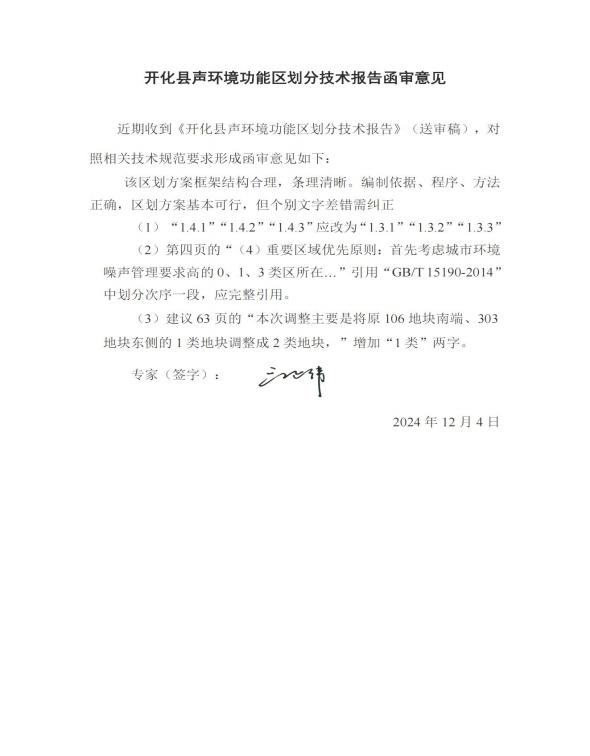 开化县声环境功能区划分技术报告函审意见
近期收到《开化县声环境功能区划分技术报告》（送审稿），对
照相关技术规范要求形成函审意见如下：
该区划方案框架结构合理，条理清晰。编制依据、程序、方法
正确，区划方案基本可行，但个别文字差错需纠正
（1）“1.4.1”“1.4.2”“1.4.3”应改为“1.3.1”“1.3.2”“1.3.3”
（2）第四页的“（4）重要区域优先原则：首先考虑城市环境
噪声管理要求高的 0、1、3 类区所在…”引用“GB/T 15190-2014”
中划分次序一段，应完整引用。
（3）建议 63 页的“本次调整主要是将原 106 地块南端、303
地块东侧的 1 类地块调整成 2 类地块，”增加“1 类”两字。
专家（签字）：
2024 年 12 月 4 日